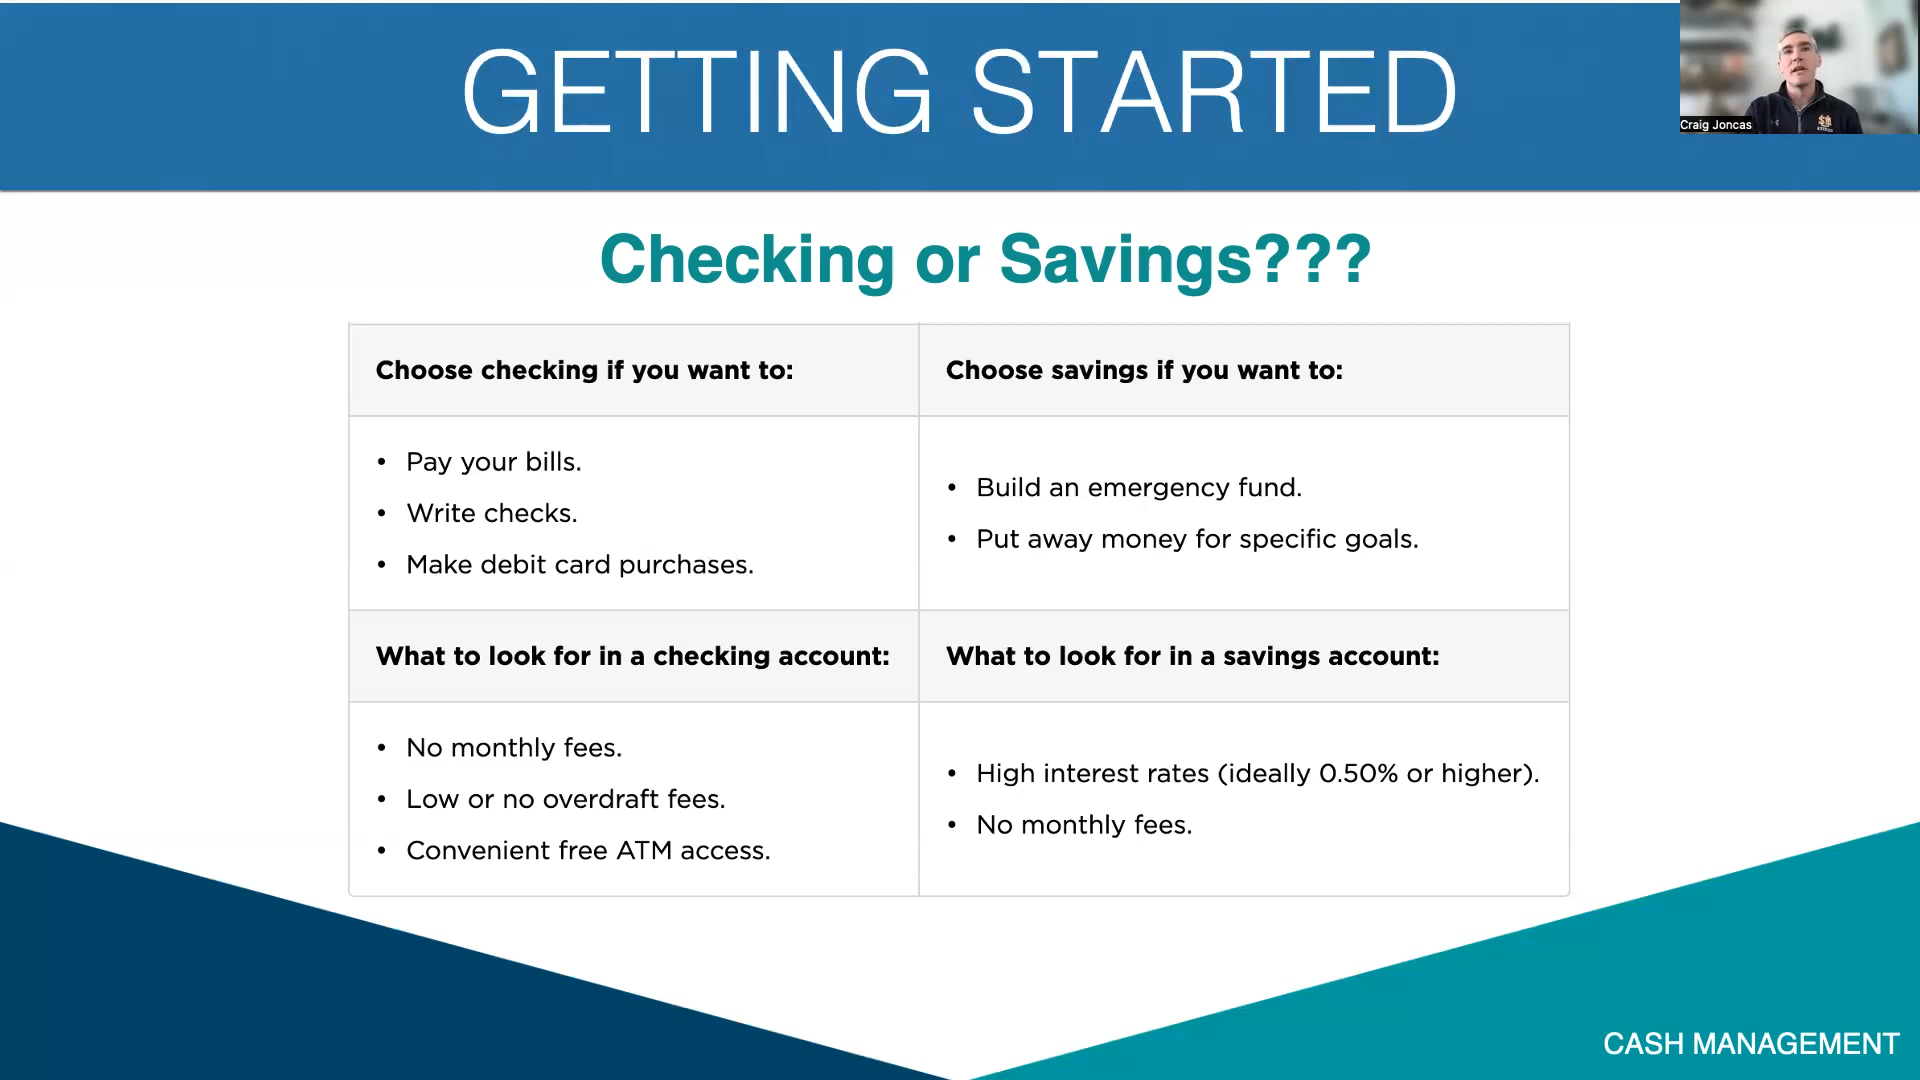 GETTING STARTED
Craig Joncas
Checking or Savings???
Choose checking if you want to:
Choose savings if you want to:
• Pay your bills.
• Write checks.
• Make debit card purchases.
• Build an emergency fund.
• Put away money for specific goals.
What to look for in a checking account:
What to look for in a savings account:
• No monthly fees.
• Low or no overdraft fees.
• Convenient free ATM access.
• High interest rates (ideally 0.50% or higher).
• No monthly fees.
CASH MANAGEMENT